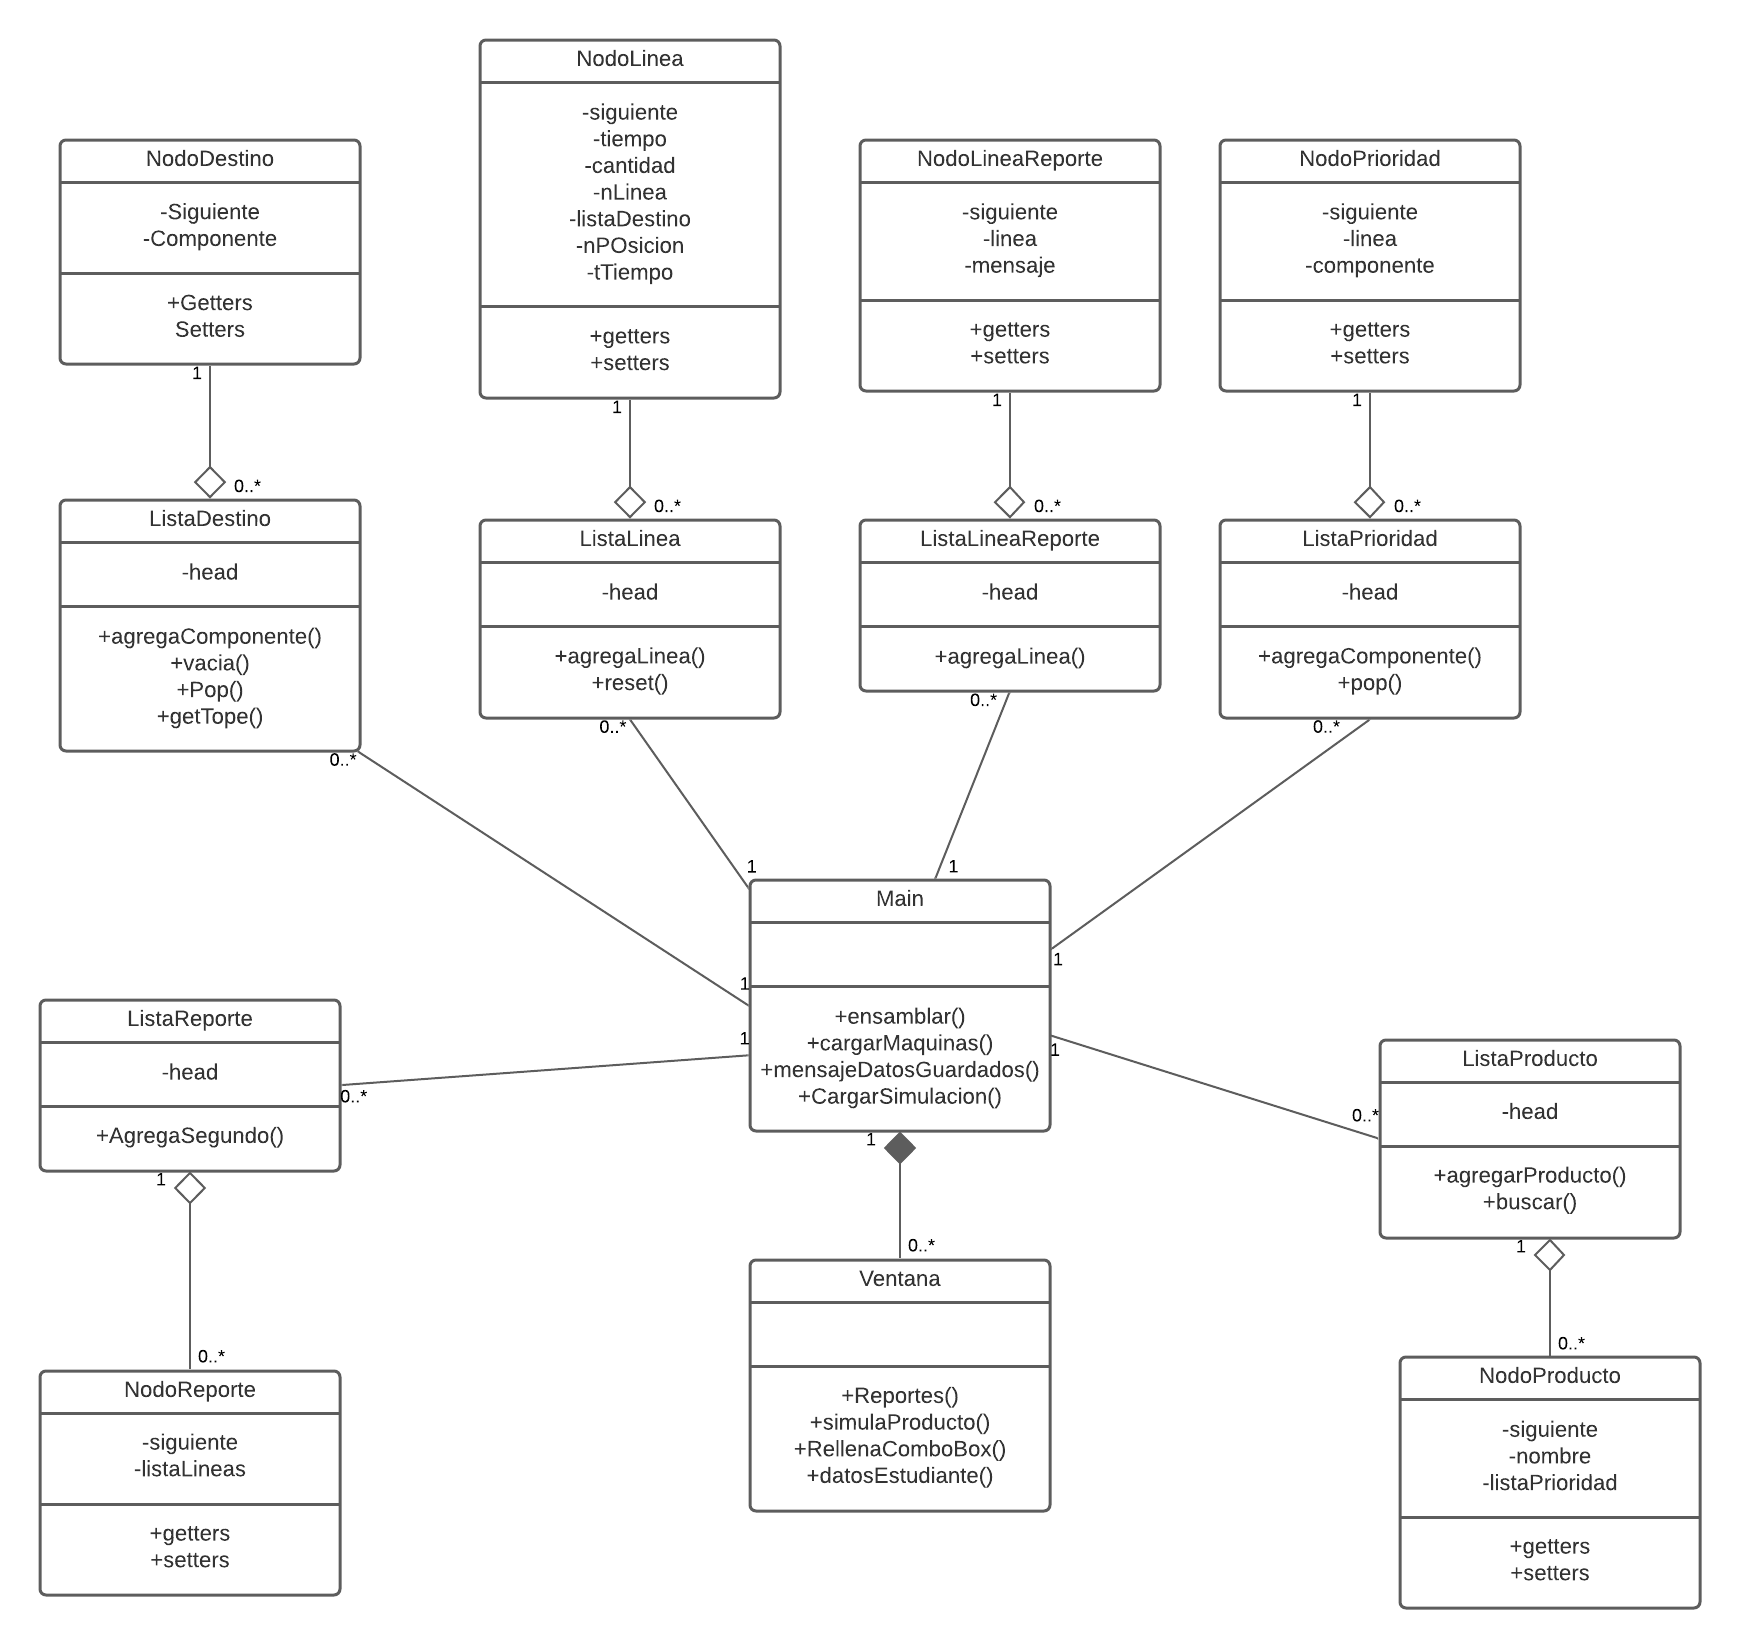 NodoLinea
-siguiente
-tiempo
-cantidad
-nLinea
-listaDestino
-nPOsicion
-tTiempo
+getters
+setters
1
NodoDestino
-Siguiente
-Componente
+Getters
Setters
1
NodoLineaReporte
-siguiente
-linea
-mensaje
+getters
+setters
1
NodoPrioridad
-siguiente
-linea
-componente
+getters
+setters
1
0..*
ListaDestino
-head
+agregaComponente()
+vacia()
+Pop()
+getTope()
0..*
0..*
ListaLinea
-head
+agregaLinea()
+reset()
0..*
0..*
ListaLineaReporte
-head
+agregaLinea()
0..*
0..*
ListaPrioridad
-head
+agregaComponente()
+pop()
0..*
1
1
Main
1
1
1
1
+ensamblar()
+cargarMaquinas()
+mensajeDatosGuardados()
+CargarSimulacion()
1
ListaReporte
-head
0..*
+AgregaSegundo()
1
ListaProducto
-head
0..*
+agregarProducto()
+buscar()
1
0..*
Ventana
+Reportes()
+simulaProducto()
+RellenaComboBox()
+datosEstudiante()
0..*
NodoReporte
-siguiente
-listaLineas
+getters
+setters
0..*
NodoProducto
-siguiente
-nombre
-listaPrioridad
+getters
+setters